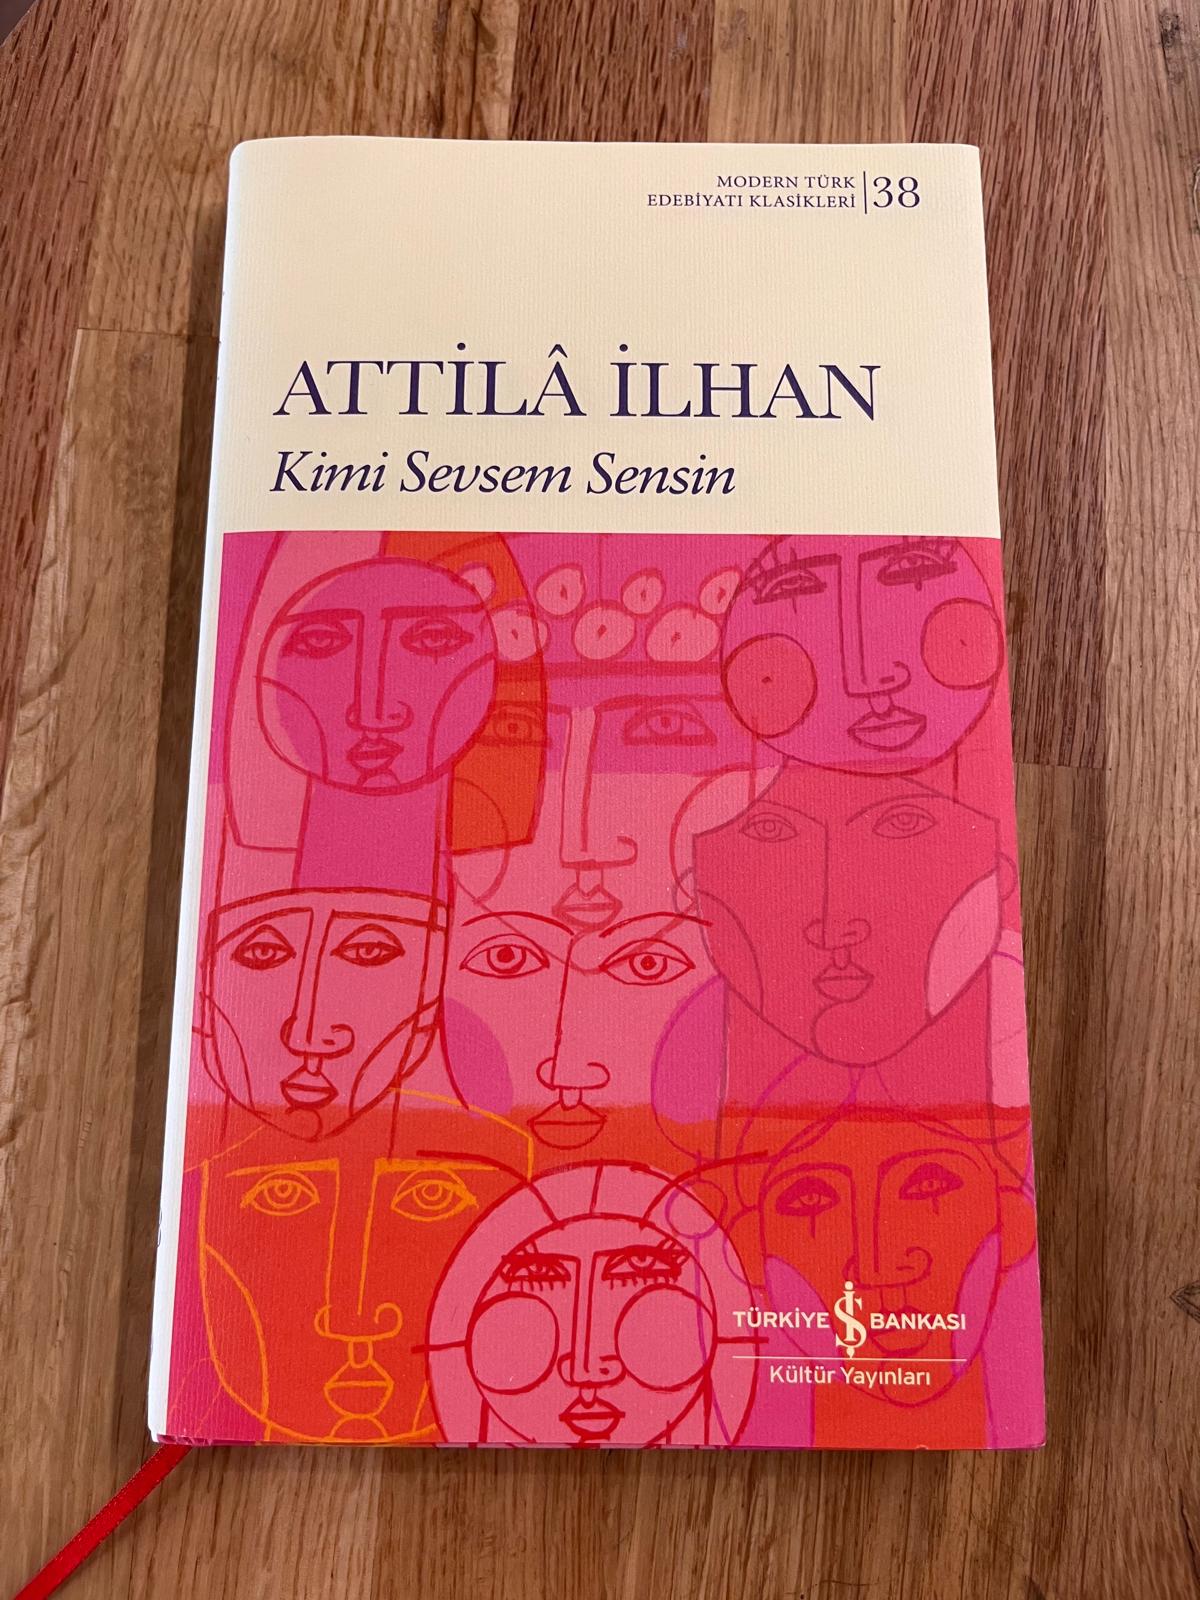 MODERN TÜRK
EDEBİYATI KLASİKLERİ | 38
ATTİLÂ İLHAN
Kimi Sevsem Sensin
TÜRKİYE İŞ BANKASI
Kültür Yayınları